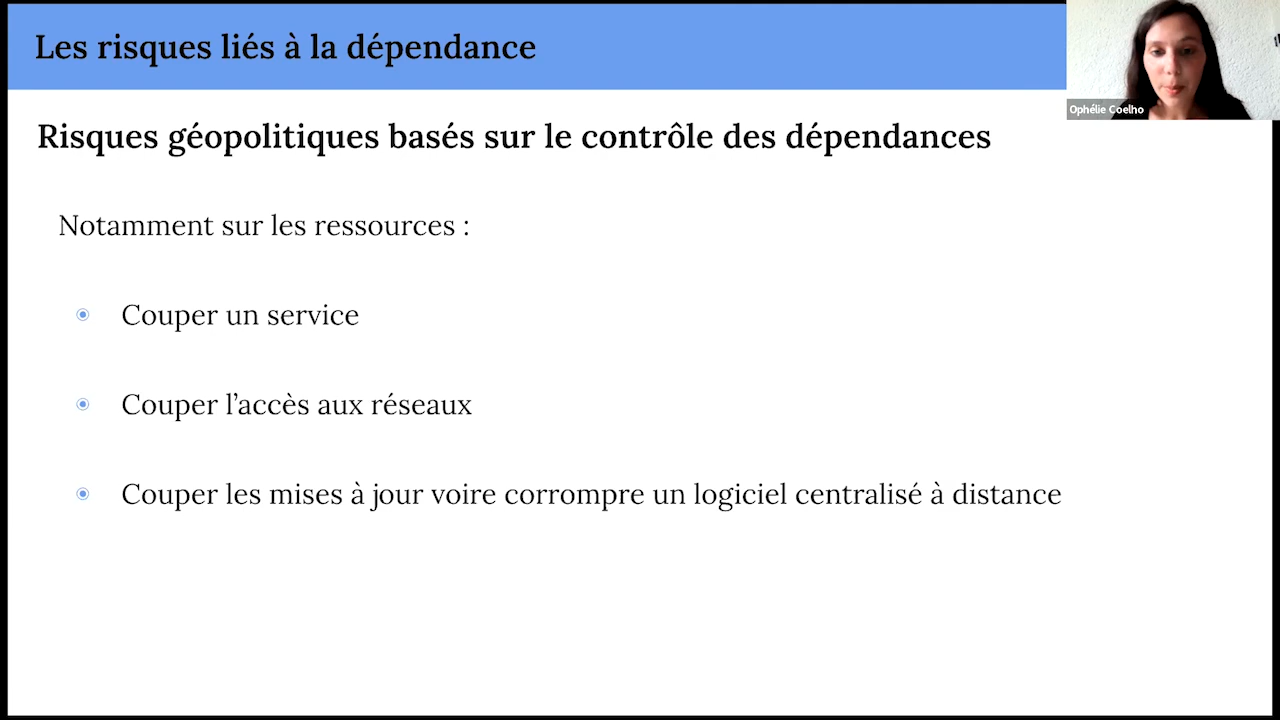 Les risques liés à la dépendance
Ophélie Coelho
Risques géopolitiques basés sur le contrôle des dépendances
Notamment sur les ressources :
Couper un service
Couper l’accès aux réseaux
Couper les mises à jour voire corrompre un logiciel centralisé à distance